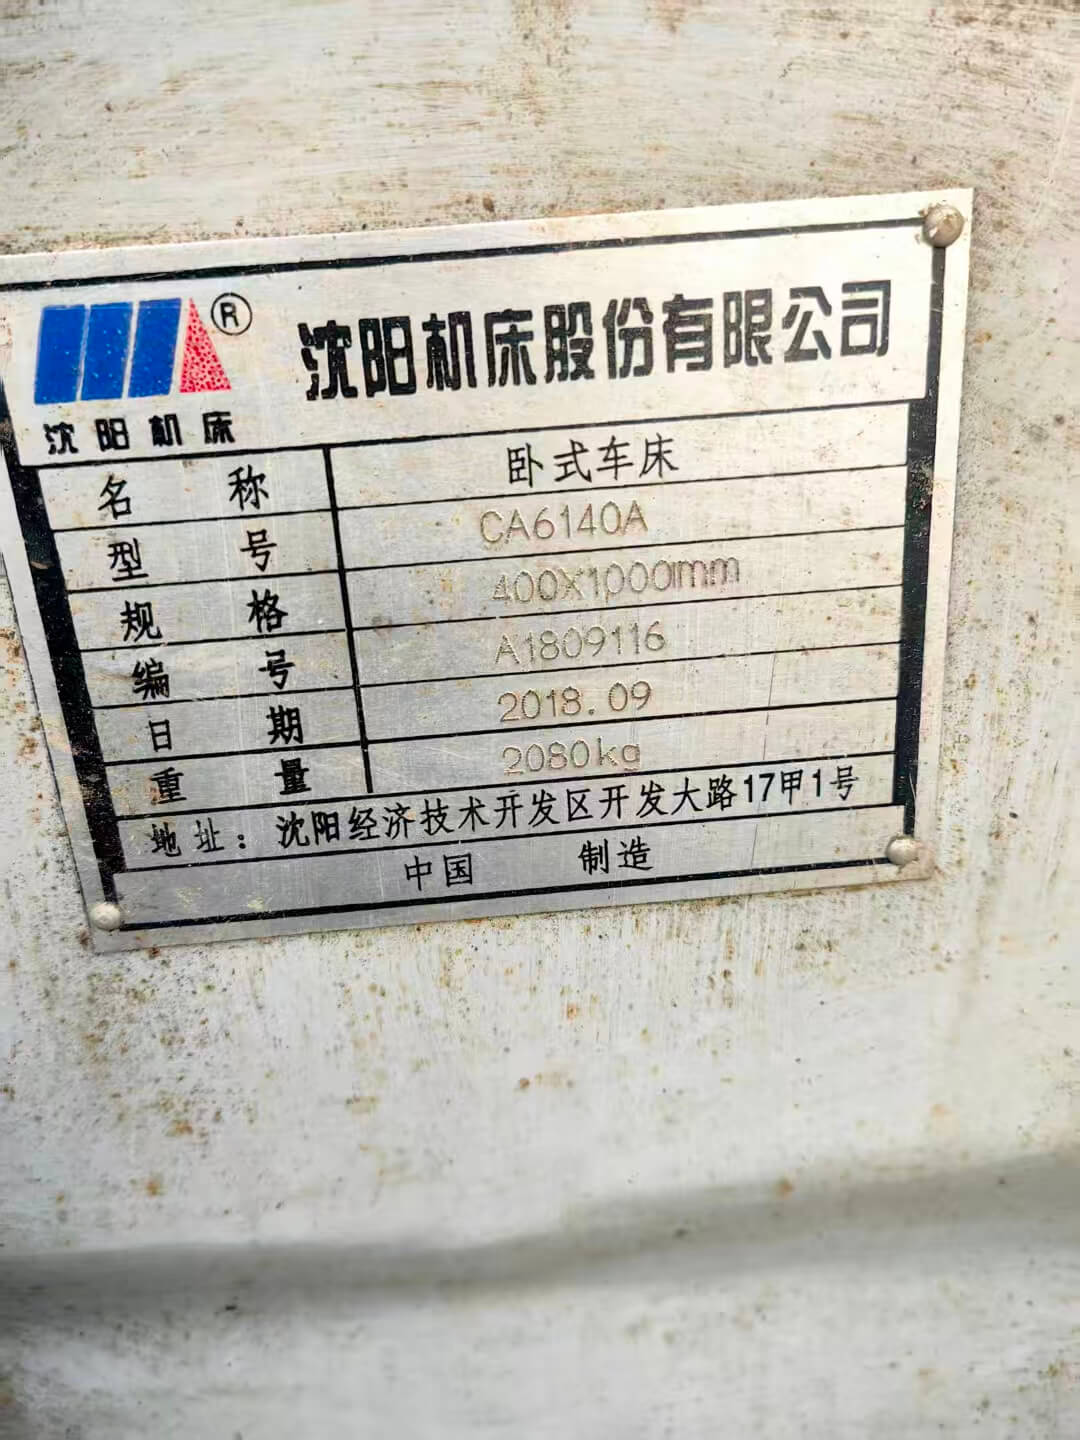 ® 沈阳机床股份有限公司
沈阳机床
名称 卧式车床
型号 CA6140A
规格 400X1000mm
编号 A1809116
日期 2018.09
重量 2080kg
地址：沈阳经济技术开发区开发大路17甲1号
中国 制造